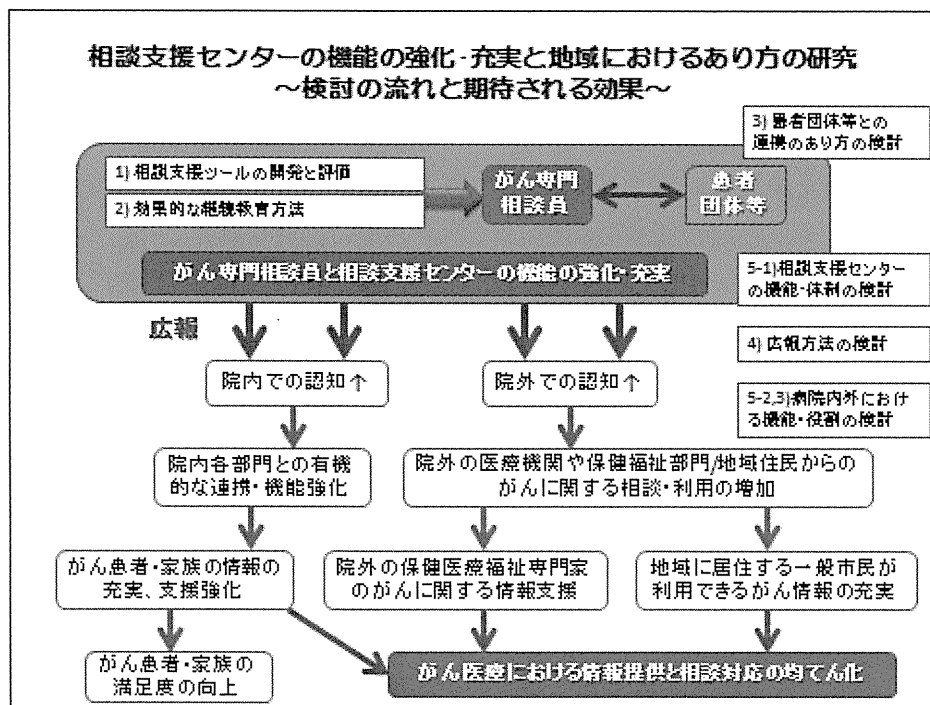 相談支援センターの機能の強化・充実と地域におけるあり方の研究
～検討の流れと期待される効果～
3) 患者団体等との
連携のあり方の検討
1) 相談支援ツールの開発と評価
2) 効果的な継続教育方法
がん専門
相談員
患者
団体等
がん専門相談員と相談支援センターの機能の強化・充実
5-1)相談支援センター
の機能・体制の検討
広報
4) 広報方法の検討
院内での認知↑
院外での認知↑
5-2,3)病院内外におけ
る機能・役割の検討
院内各部門との有機
的な連携・機能強化
院外の医療機関や保健福祉部門/地域住民からの
がんに関する相談・利用の増加
がん患者・家族の情報の
充実、支援強化
院外の保健医療福祉専門家
のがんに関する情報支援
地域に居住する一般市民が
利用できるがん情報の充実
がん患者・家族の
満足度の向上
がん医療における情報提供と相談対応の均てん化